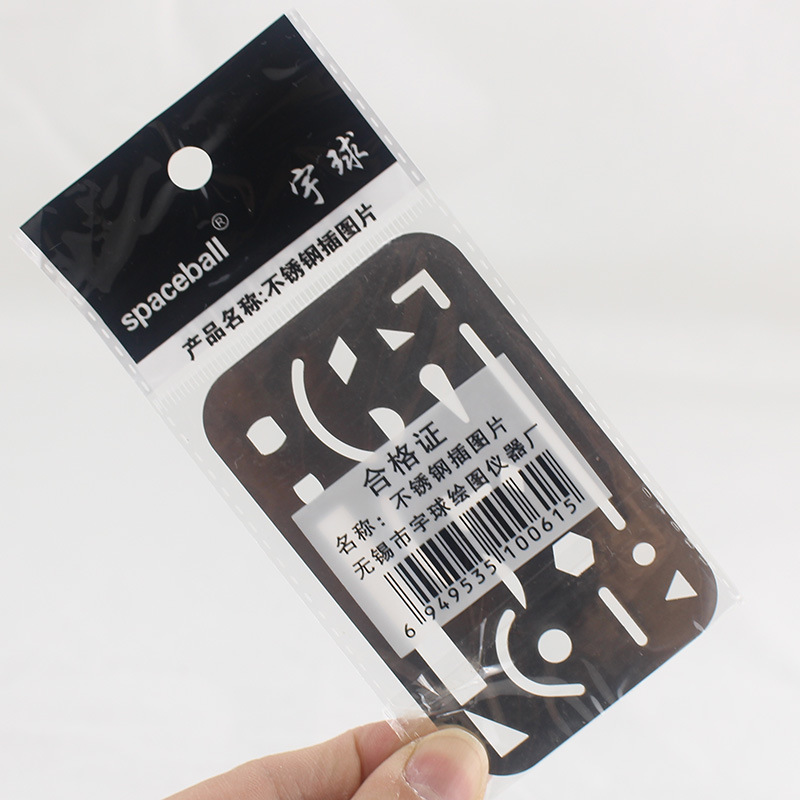 宇球
spaceball®
产品名称:不锈钢插图片
合格证
名称：不锈钢插图片
无锡市宇球绘图仪器厂
6 949535 100615